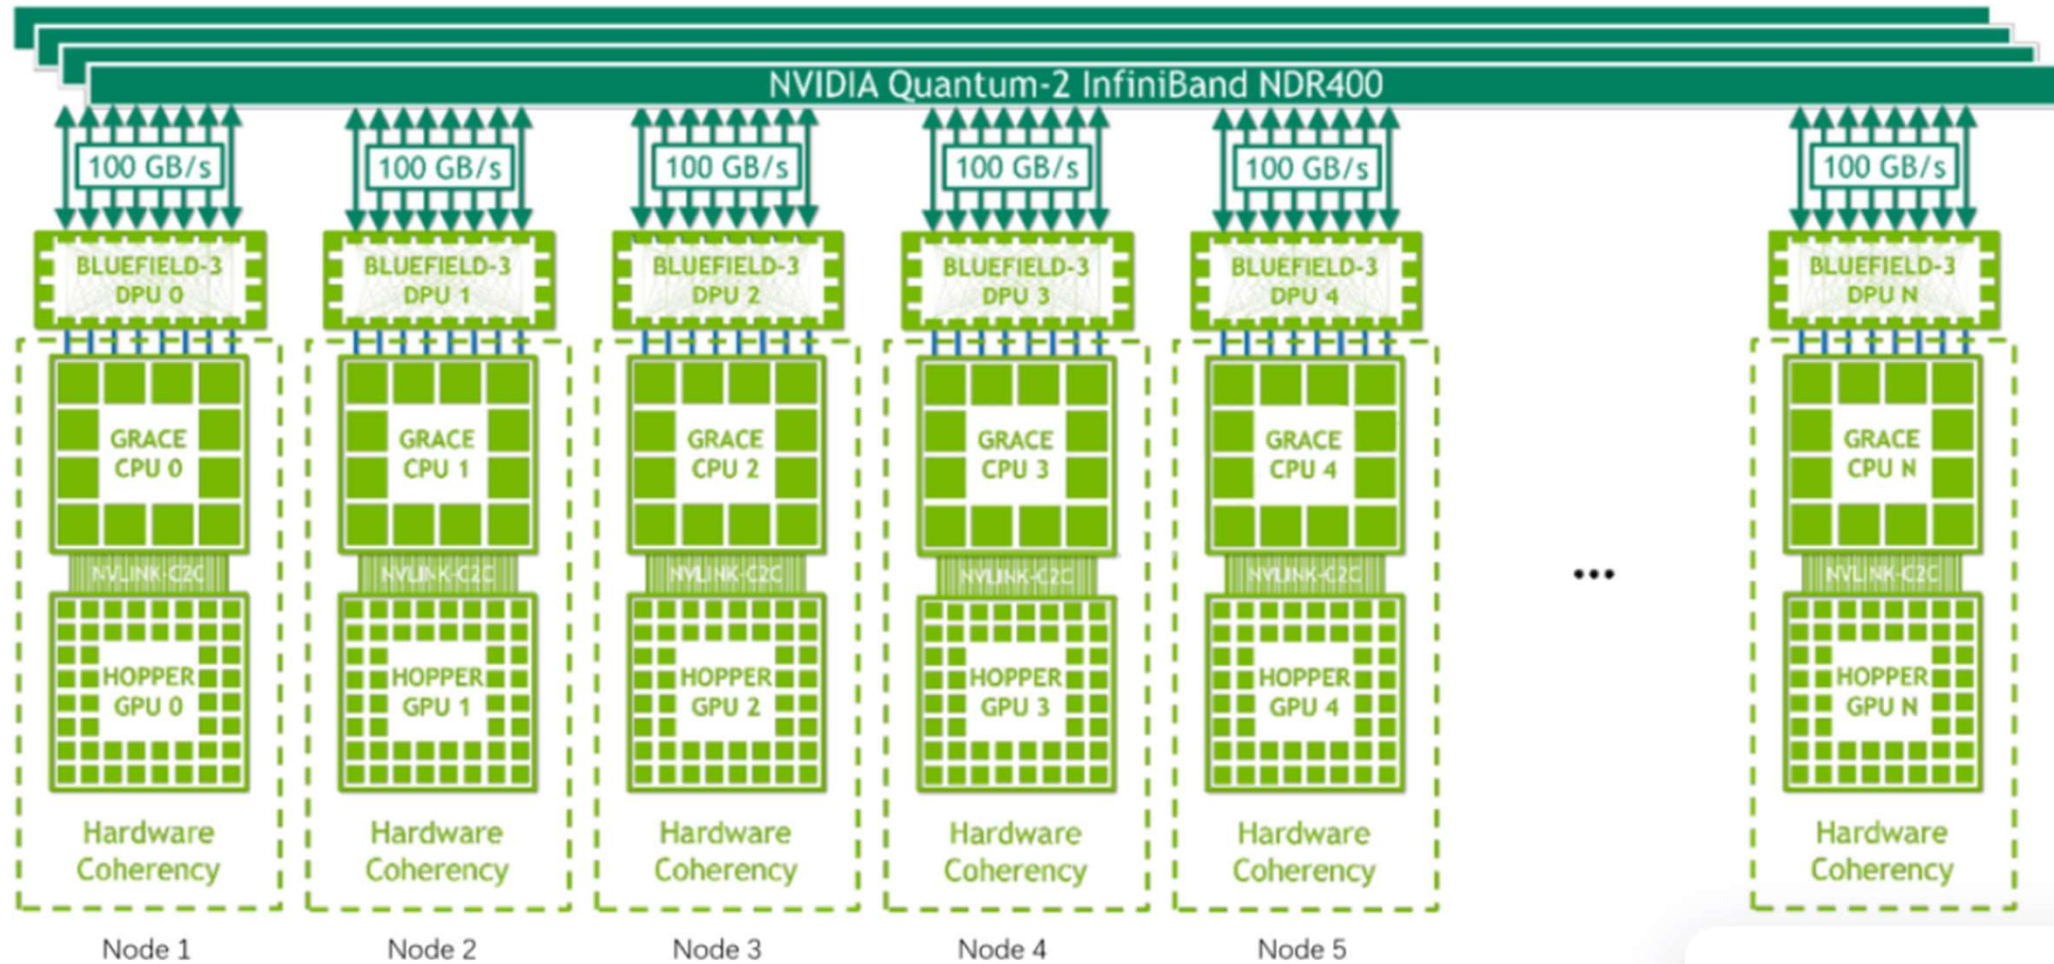 NVIDIA Quantum-2 InfiniBand NDR400
100 GB/s
100 GB/s
100 GB/s
100 GB/s
100 GB/s
100 GB/s
BLUEFIELD-3
DPU 0
BLUEFIELD-3
DPU 1
BLUEFIELD-3
DPU 2
BLUEFIELD-3
DPU 3
BLUEFIELD-3
DPU 4
BLUEFIELD-3
DPU N
GRACE
CPU 0
GRACE
CPU 1
GRACE
CPU 2
GRACE
CPU 3
GRACE
CPU 4
GRACE
CPU N
...
NVLINK-C2C
NVLINK-C2C
NVLINK-C2C
NVLINK-C2C
NVLINK-C2C
NVLINK-C2C
HOPPER
GPU 0
HOPPER
GPU 1
HOPPER
GPU 2
HOPPER
GPU 3
HOPPER
GPU 4
HOPPER
GPU N
Hardware
Coherency
Hardware
Coherency
Hardware
Coherency
Hardware
Coherency
Hardware
Coherency
Hardware
Coherency
Node 1
Node 2
Node 3
Node 4
Node 5